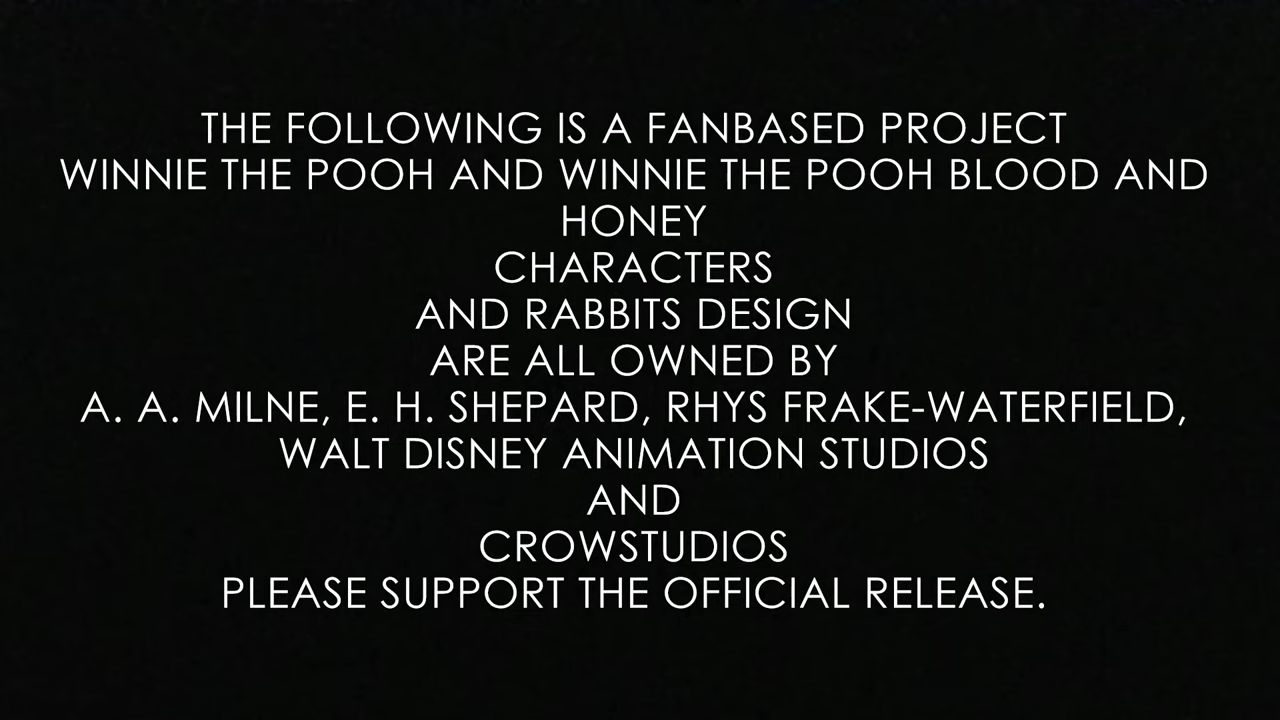 THE FOLLOWING IS A FANBASED PROJECT
WINNIE THE POOH AND WINNIE THE POOH BLOOD AND
HONEY
CHARACTERS
AND RABBITS DESIGN
ARE ALL OWNED BY
A. A. MILNE, E. H. SHEPARD, RHYS FRAKE-WATERFIELD,
WALT DISNEY ANIMATION STUDIOS
AND
CROWSTUDIOS
PLEASE SUPPORT THE OFFICIAL RELEASE.